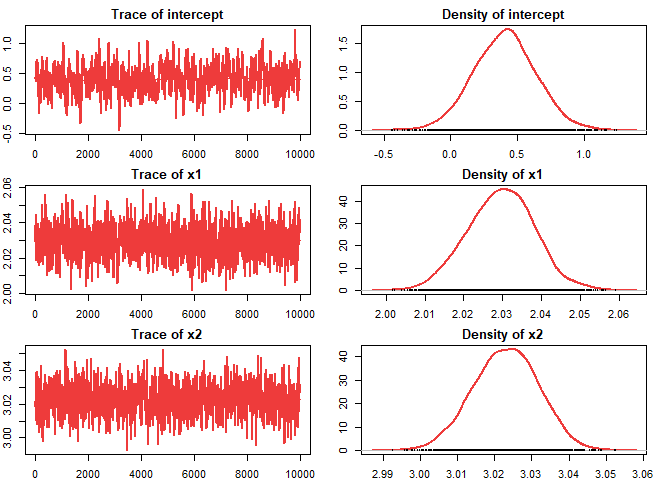 Trace of intercept
Density of intercept
-0.5 0.0 0.5 1.0
0 2000 4000 6000 8000 10000
0.0 0.5 1.0 1.5
-0.5 0.0 0.5 1.0
Trace of x1
Density of x1
2.00 2.02 2.04 2.06
0 2000 4000 6000 8000 10000
0 10 20 30 40
2.00 2.01 2.02 2.03 2.04 2.05 2.06
Trace of x2
Density of x2
3.00 3.02 3.04
0 2000 4000 6000 8000 10000
0 10 20 30 40
2.99 3.00 3.01 3.02 3.03 3.04 3.05 3.06